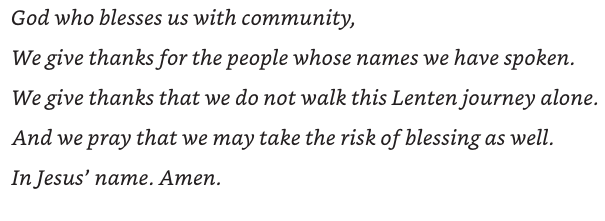 God who blesses us with community,
We give thanks for the people whose names we have spoken.
We give thanks that we do not walk this Lenten journey alone.
And we pray that we may take the risk of blessing as well.
In Jesus’ name. Amen.